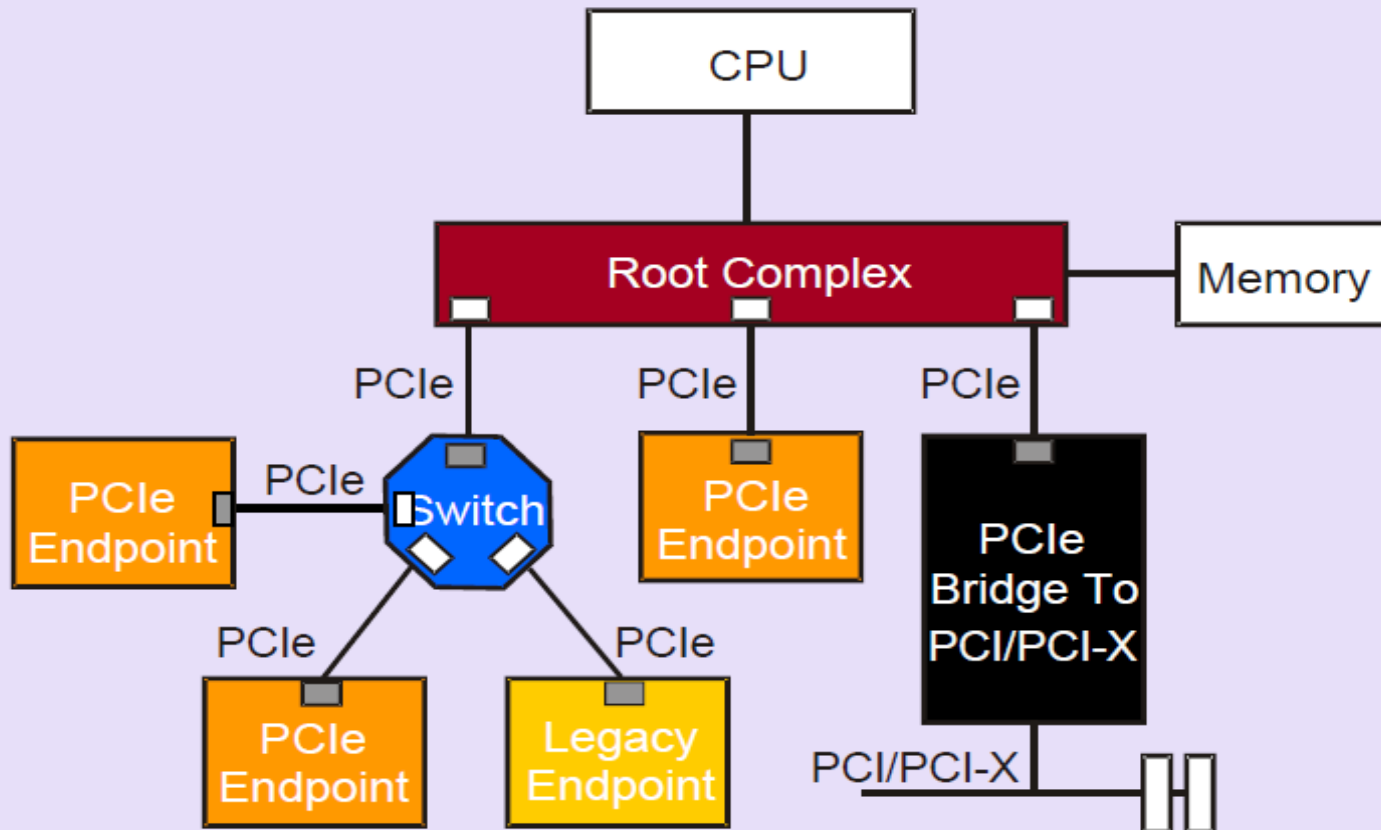 CPU
Root Complex
Memory
PCIe
PCIe
PCIe
PCIe
Endpoint
PCIe
Switch
PCIe
Endpoint
PCIe
Bridge To
PCI/PCI-X
PCIe
PCIe
PCIe
Endpoint
Legacy
Endpoint
PCI/PCI-X